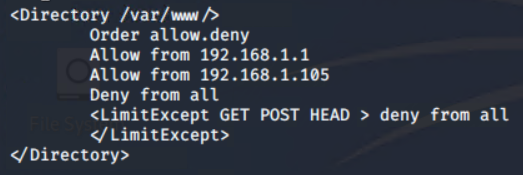 <Directory /var/www/>
Order allow.deny
Allow from 192.168.1.1
Allow from 192.168.1.105
Deny from all
<LimitExcept GET POST HEAD > deny from all
</LimitExcept>
</Directory>